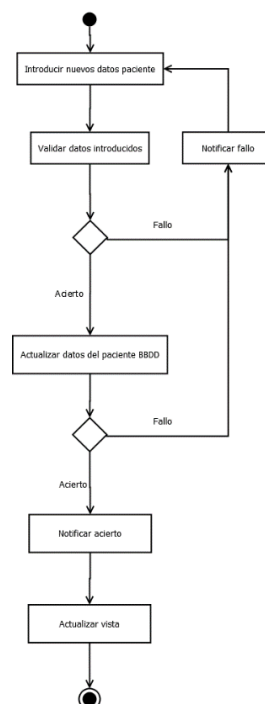 Introducir nuevos datos paciente
Validar datos introducidos
Notificar fallo
Fallo
Acierto
Actualizar datos del paciente BBDD
Fallo
Acierto
Notificar acierto
Actualizar vista